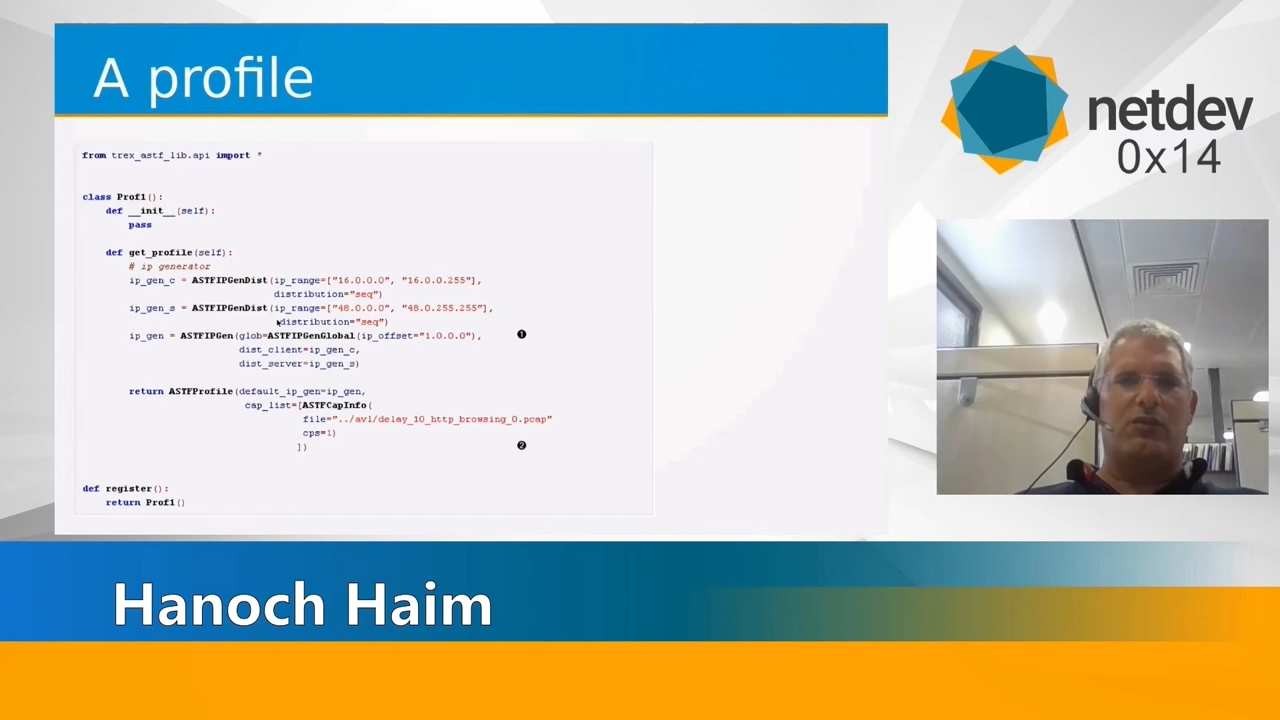 A profile
from trex_astf_lib.api import *
class Prof1():
def __init__(self):
pass
def get_profile(self):
# ip generator
ip_gen_c = ASTFIPGenDist(ip_range=["16.0.0.0", "16.0.0.255"],
distribution="seq")
ip_gen_s = ASTFIPGenDist(ip_range=["48.0.0.0", "48.0.255.255"],
distribution="seq")
ip_gen = ASTFIPGen(glob=ASTFIPGenGlobal(ip_offset="1.0.0.0"), ❶
dist_client=ip_gen_c,
dist_server=ip_gen_s)
return ASTFProfile(default_ip_gen=ip_gen,
cap_list=[ASTFCapInfo(
file="../avl/delay_10_http_browsing_0.pcap"
cps=1)
]) ❷
def register():
return Prof1()
netdev
0x14
Hanoch Haim